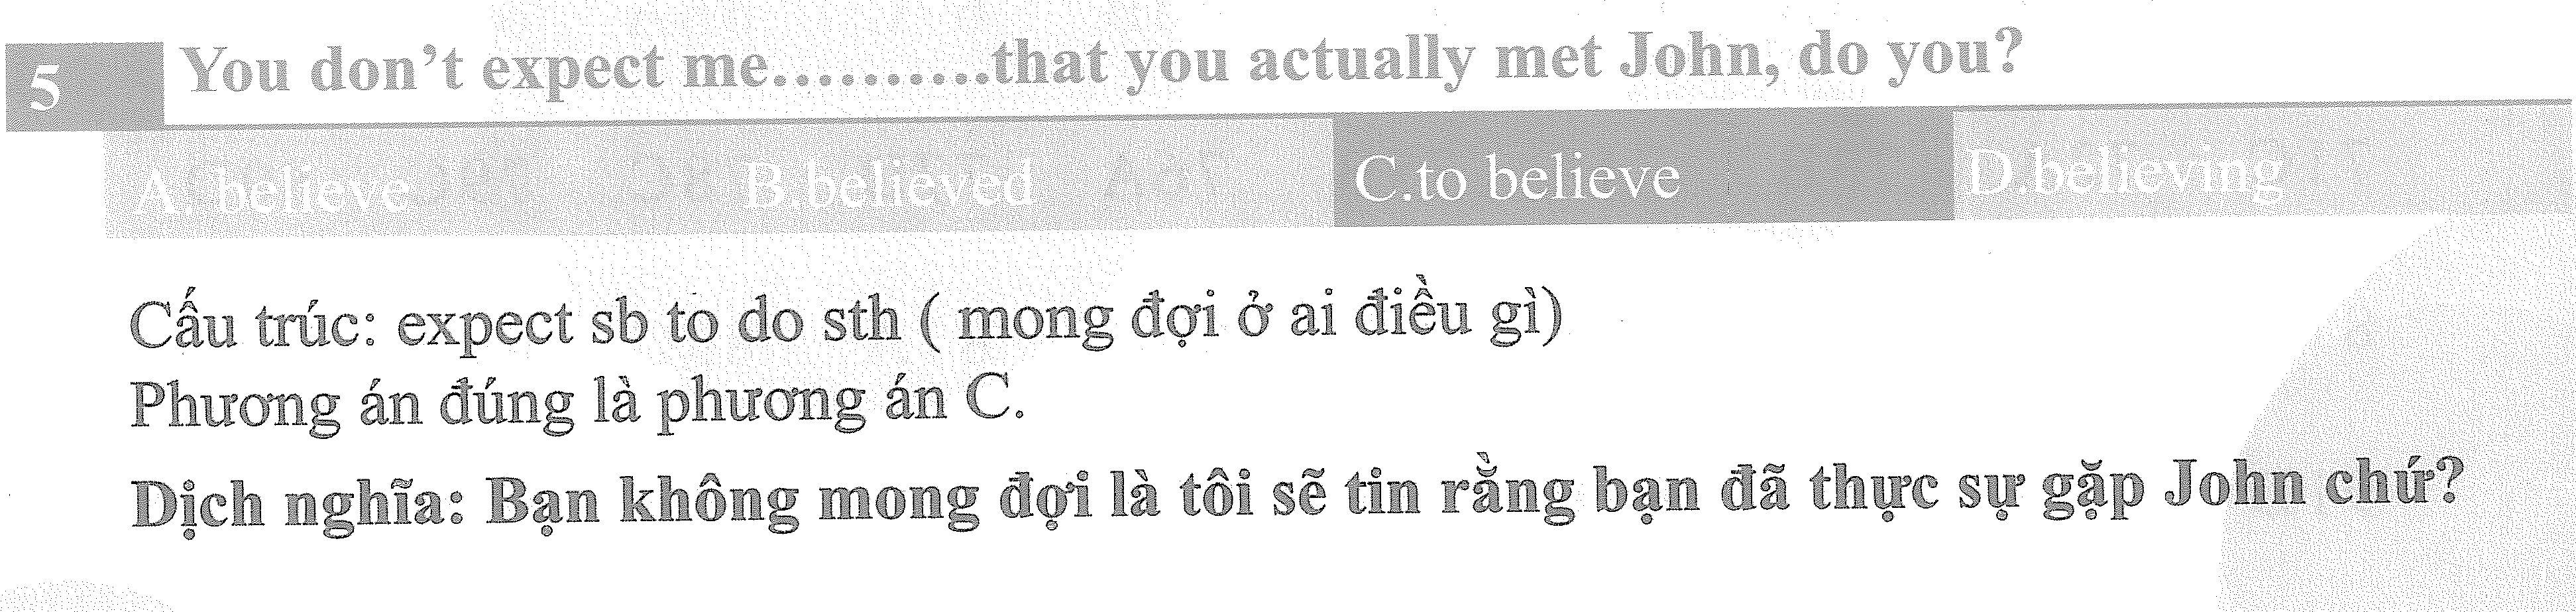 5 You don't expect me..........that you actually met John, do you?
A. believe B.believed C.to believe D.believing
Cấu trúc: expect sb to do sth ( mong đợi ở ai điều gì)
Phương án đúng là phương án C.
Dịch nghĩa: Bạn không mong đợi là tôi sẽ tin rằng bạn đã thực sự gặp John chứ?